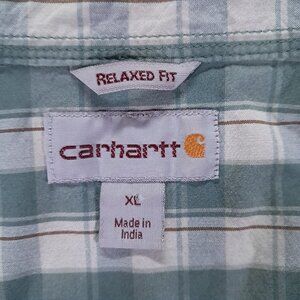 RELAXED FIT
carhartt
XL
Made in
India